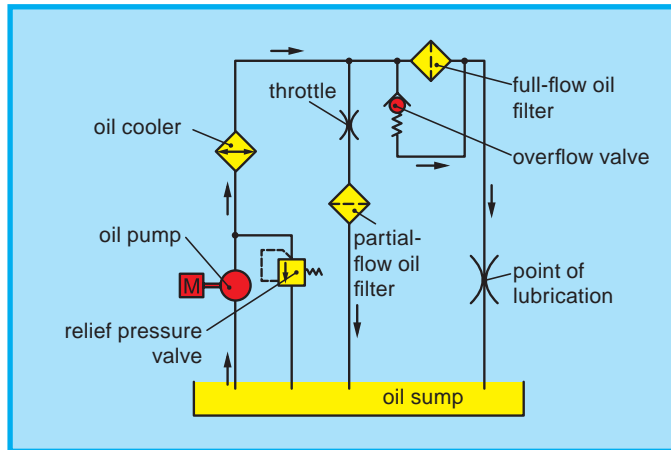 throttle
full-flow oil
filter
oil cooler
overflow valve
oil pump
partial-
flow oil
filter
M
point of
lubrication
relief pressure
valve
oil sump